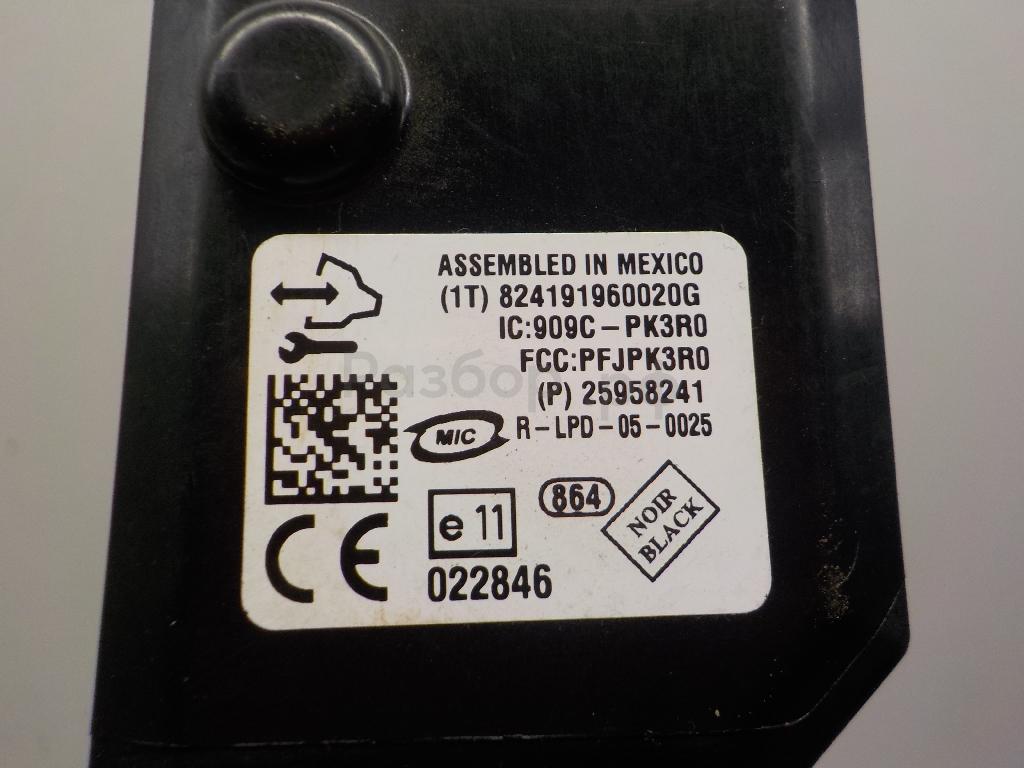 ASSEMBLED IN MEXICO
(1T) 824191960020G
IC:909C-PK3R0
FCC:PFJPK3R0
(P) 25958241
R-LPD-05-0025
MIC
864
e 11
022846
NOIR
BLACK
CE